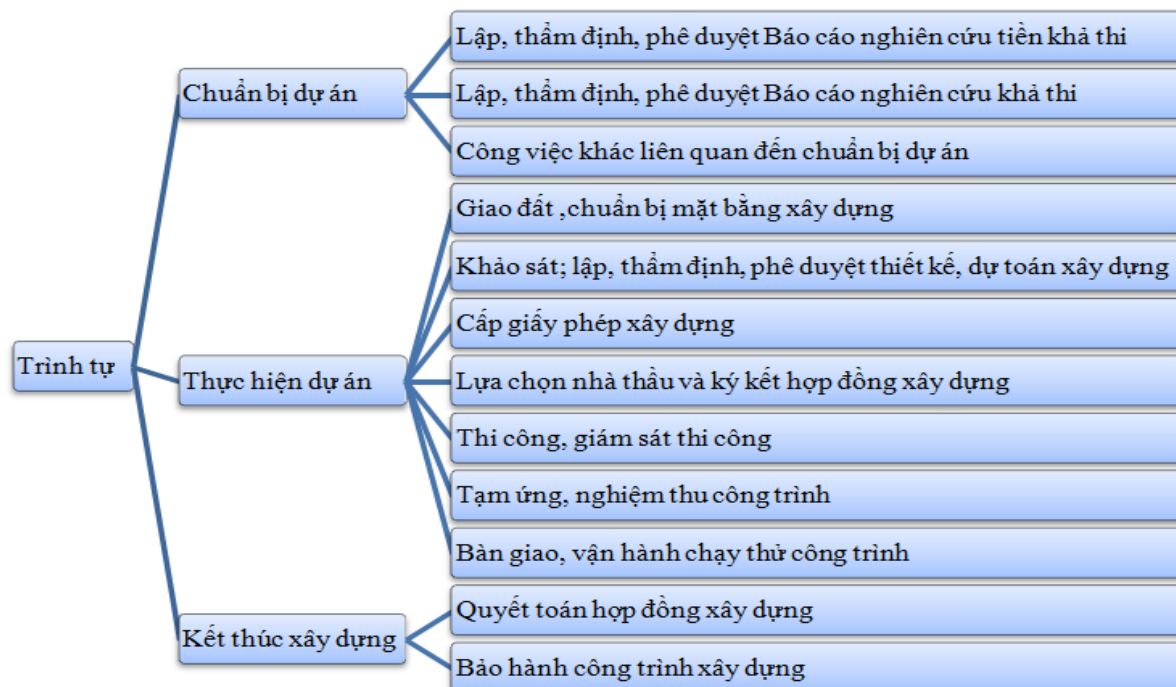 Trình tự
Chuẩn bị dự án
Lập, thẩm định, phê duyệt Báo cáo nghiên cứu tiền khả thi
Lập, thẩm định, phê duyệt Báo cáo nghiên cứu khả thi
Công việc khác liên quan đến chuẩn bị dự án
Thực hiện dự án
Giao đất ,chuẩn bị mặt bằng xây dựng
Khảo sát; lập, thẩm định, phê duyệt thiết kế, dự toán xây dựng
Cấp giấy phép xây dựng
Lựa chọn nhà thầu và ký kết hợp đồng xây dựng
Thi công, giám sát thi công
Tạm ứng, nghiệm thu công trình
Bàn giao, vận hành chạy thử công trình
Kết thúc xây dựng
Quyết toán hợp đồng xây dựng
Bảo hành công trình xây dựng